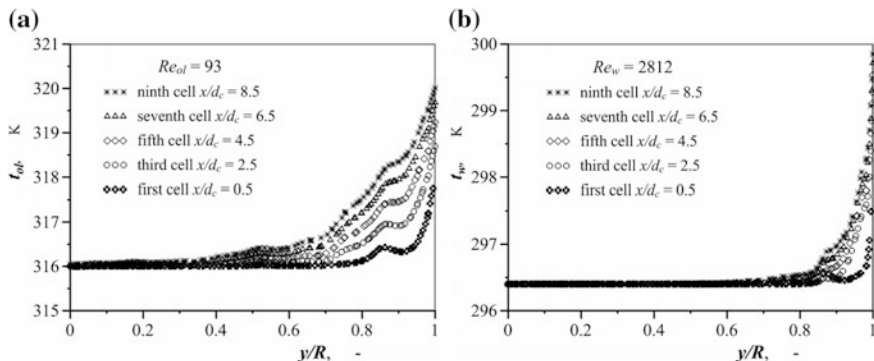 (a)
321
320
319
318
317
316
315
t_ol, K
Re_ol = 93
ninth cell x/d_c = 8.5
seventh cell x/d_c = 6.5
fifth cell x/d_c = 4.5
third cell x/d_c = 2.5
first cell x/d_c = 0.5
0 0.2 0.4 0.6 0.8 1
y/R, -
(b)
300
299
298
297
296
t_w, K
Re_w = 2812
ninth cell x/d_c = 8.5
seventh cell x/d_c = 6.5
fifth cell x/d_c = 4.5
third cell x/d_c = 2.5
first cell x/d_c = 0.5
0 0.2 0.4 0.6 0.8 1
y/R, -